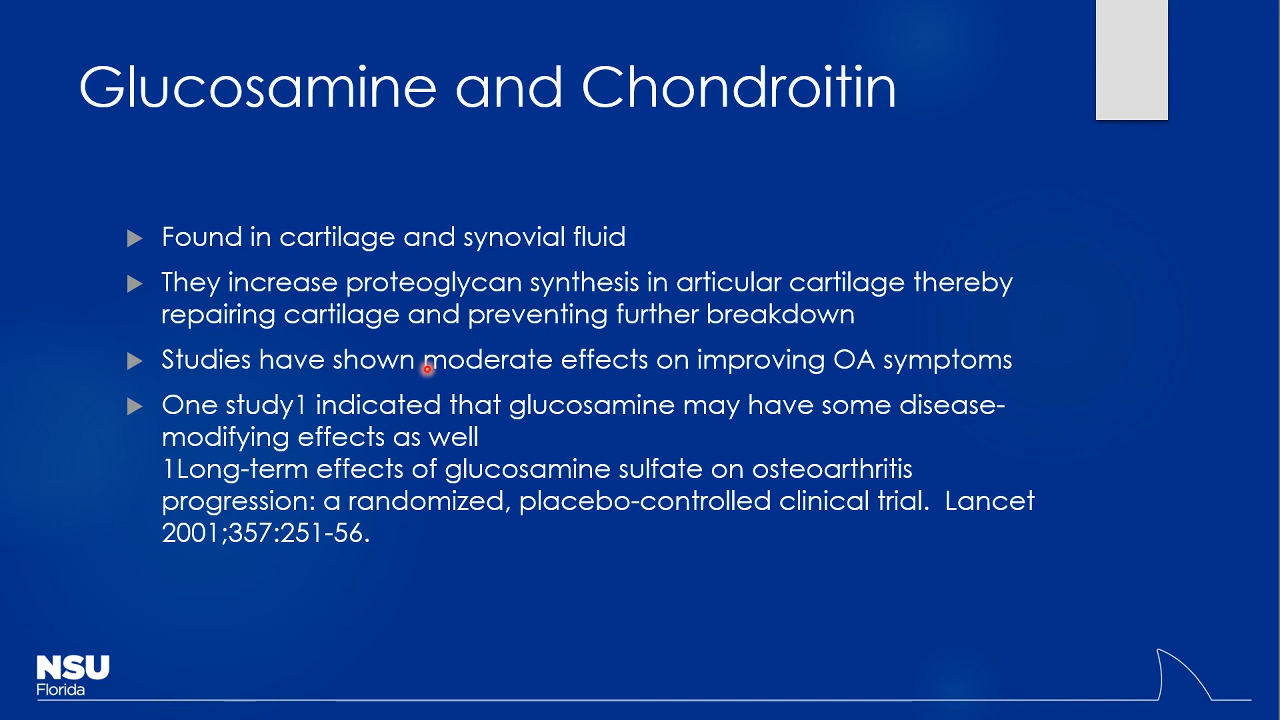 Glucosamine and Chondroitin
Found in cartilage and synovial fluid
They increase proteoglycan synthesis in articular cartilage thereby
repairing cartilage and preventing further breakdown
Studies have shown moderate effects on improving OA symptoms
One study1 indicated that glucosamine may have some disease-
modifying effects as well
1Long-term effects of glucosamine sulfate on osteoarthritis
progression: a randomized, placebo-controlled clinical trial.  Lancet
2001;357:251-56.
NSU
Florida